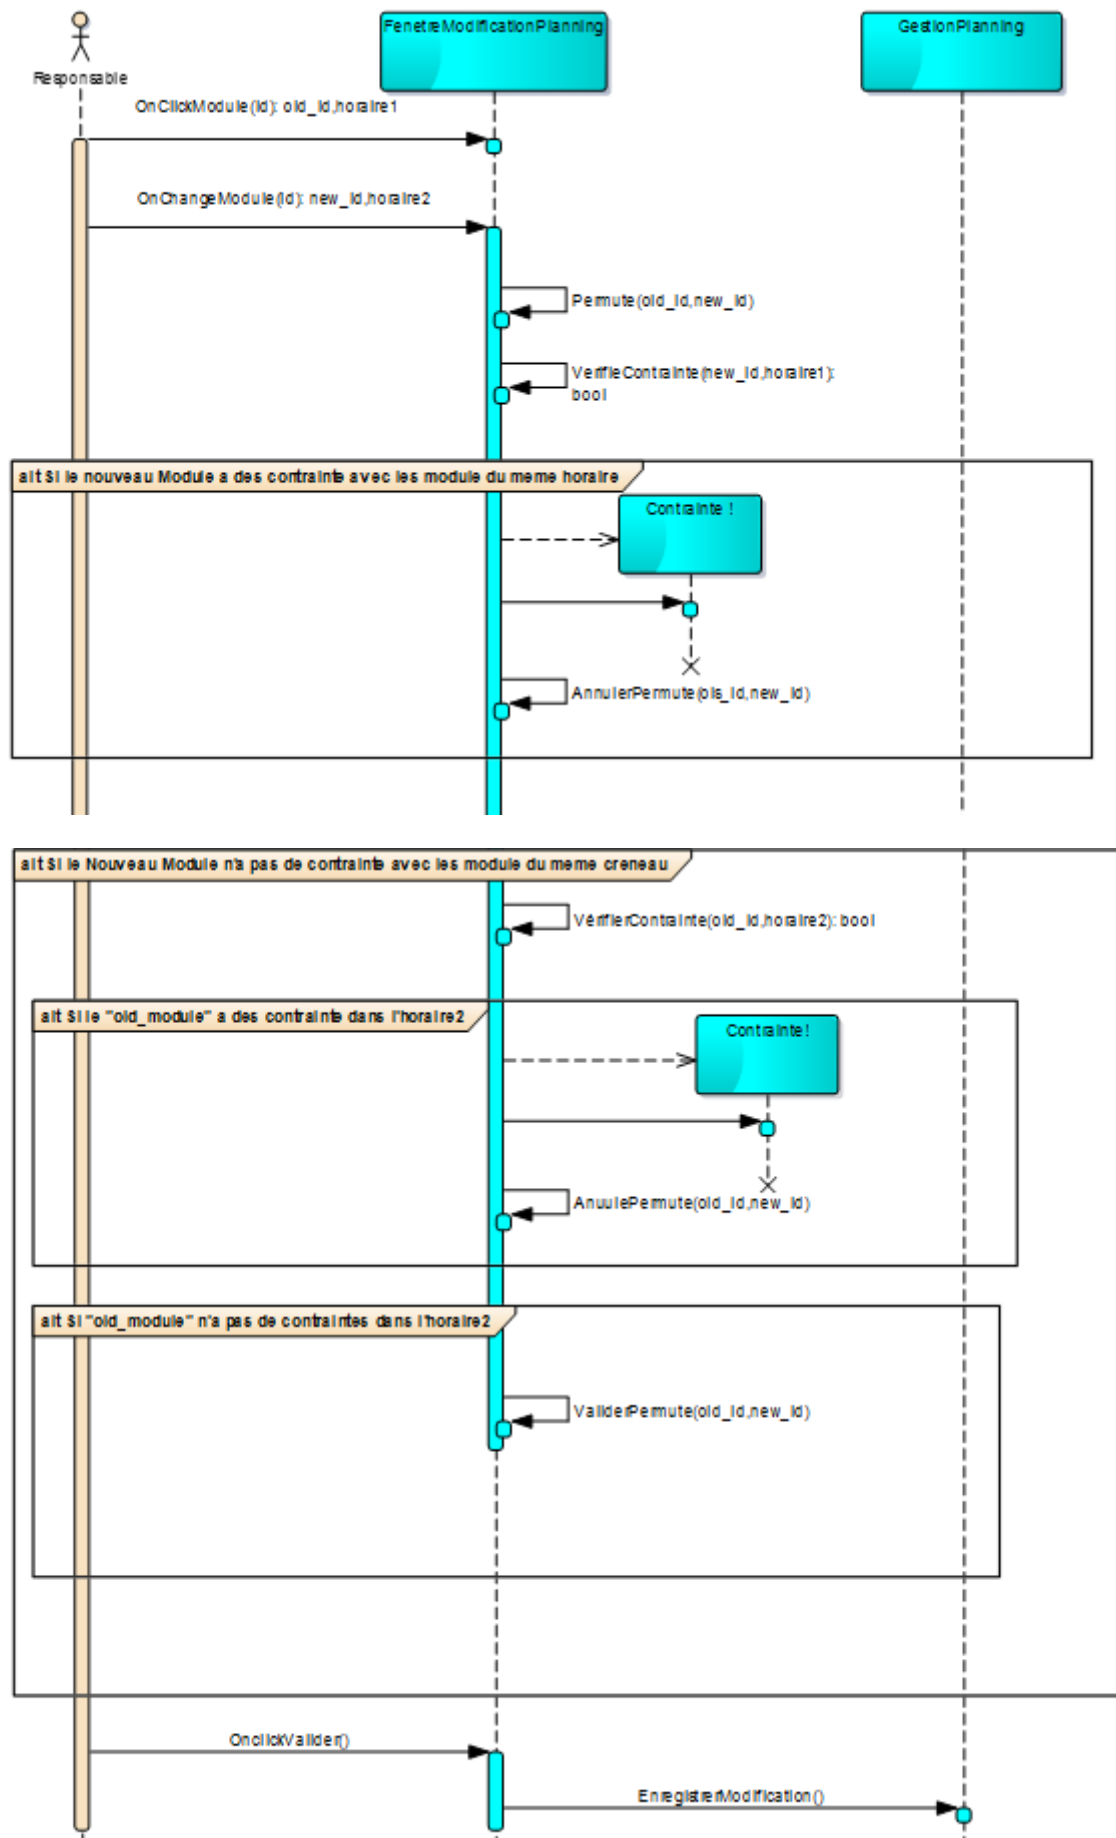 FenetreModificationPlanning
GestionPlanning
Responsable
OnClickModule(id): old_id,horaire1
OnChangeModule(id): new_id,horaire2
Permute(old_id,new_id)
VerifieContrainte(new_id,horaire1):
bool
alt Si le nouveau Module a des contrainte avec les module du meme horaire
Contrainte !
AnnulerPermute(ols_id,new_id)
alt Si le Nouveau Module n'a pas de contrainte avec les module du meme creneau
VérifierContrainte(old_id,horaire2): bool
alt Si le "old_module" a des contrainte dans l'horaire2
Contrainte!
AnuulePermute(old_id,new_id)
alt Si "old_module" n'a pas de contraintes dans l'horaire2
ValiderPermute(old_id,new_id)
OnclickValider()
EnregistrerModification()